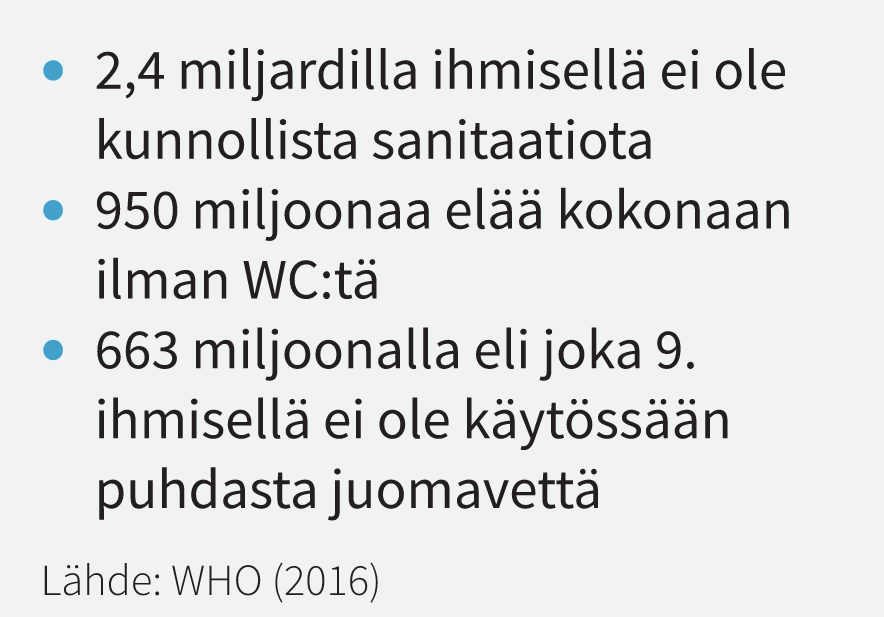 • 2,4 miljardilla ihmisellä ei ole
kunnollista sanitaatiota
• 950 miljoonaa elää kokonaan
ilman WC:tä
• 663 miljoonalla eli joka 9.
ihmisellä ei ole käytössään
puhdasta juomavettä
Lähde: WHO (2016)